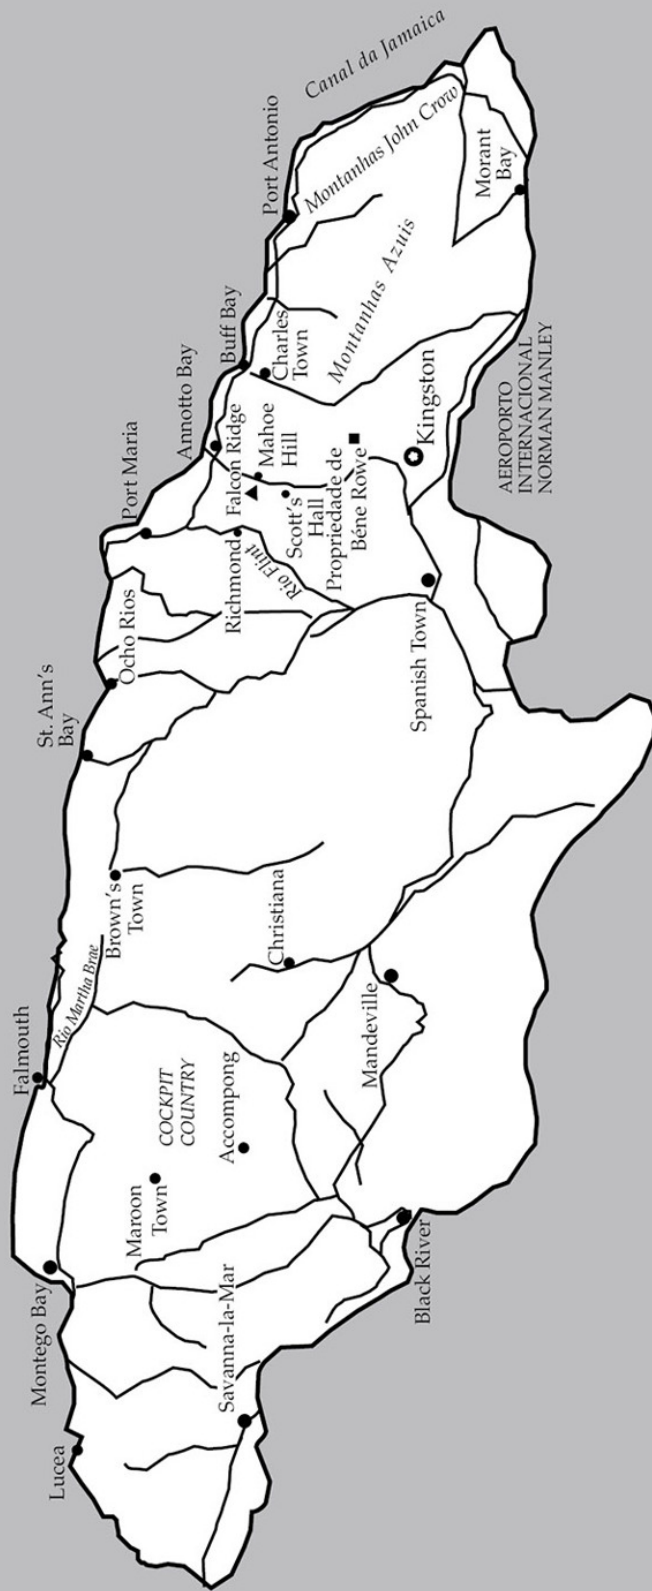 Lucea
Montego Bay
Falmouth
Rio Martha Brae
Maroon
Town
COCKPIT
COUNTRY
Accompong
Savanna-la-Mar
Black River
Mandeville
Christiana
Brown's
Town
St. Ann's
Bay
Ocho Rios
Port Maria
Richmond
Rio Flint
Annotto Bay
Falcon Ridge
Mahoe
Hill
Scott's
Hall
Propriedade de
Béne Rowe
Spanish Town
Kingston
Buff Bay
Charles
Town
Port Antonio
Montanhas Azuis
Montanhas John Crow
Canal da Jamaica
Morant
Bay
AEROPORTO
INTERNACIONAL
NORMAN MANLEY